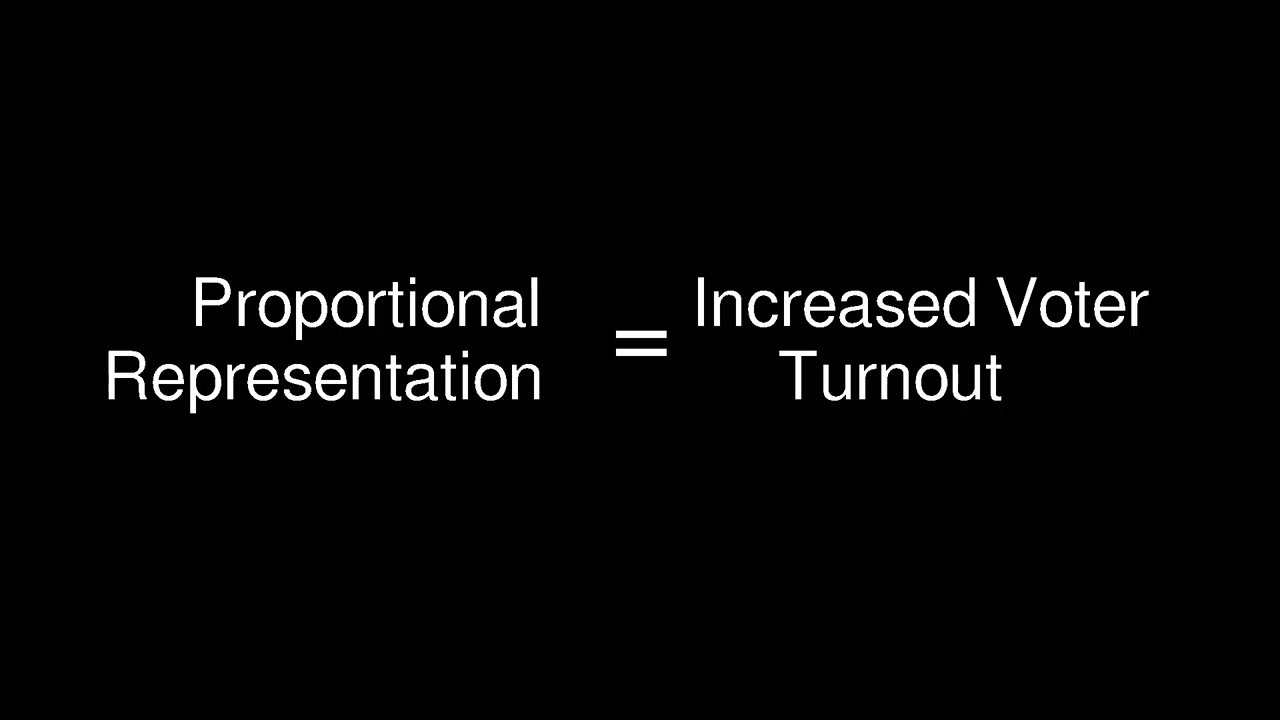 Proportional
Representation
=
Increased Voter
Turnout